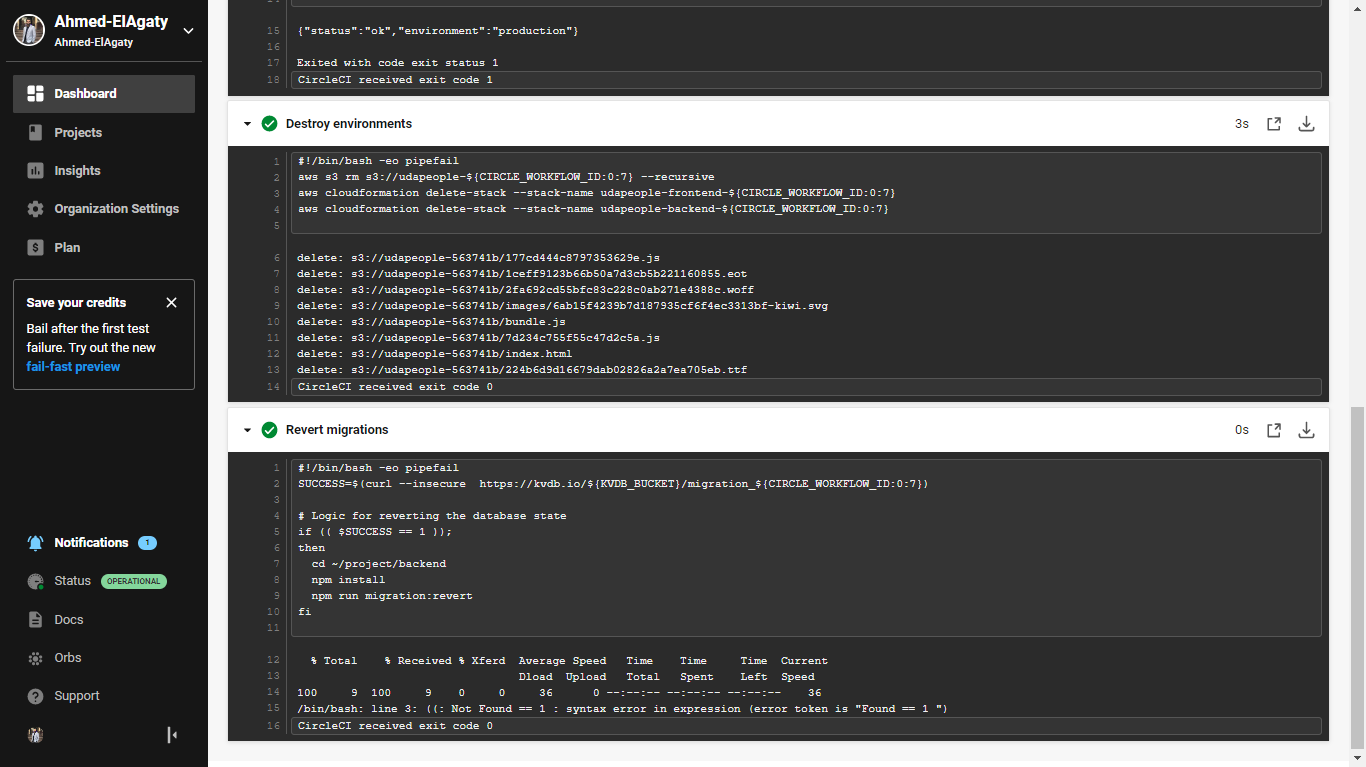 Ahmed-ElAgaty
Ahmed-ElAgaty
Dashboard
Projects
Insights
Organization Settings
Plan
Save your credits
Bail after the first test
failure. Try out the new
fail-fast preview
Notifications 1
Status OPERATIONAL
Docs
Orbs
Support
15 {"status":"ok","environment":"production"}
16
17 Exited with code exit status 1
18 CircleCI received exit code 1
Destroy environments 3s
1 #!/bin/bash -eo pipefail
2 aws s3 rm s3://udapeople-${CIRCLE_WORKFLOW_ID:0:7} --recursive
3 aws cloudformation delete-stack --stack-name udapeople-frontend-${CIRCLE_WORKFLOW_ID:0:7}
4 aws cloudformation delete-stack --stack-name udapeople-backend-${CIRCLE_WORKFLOW_ID:0:7}
5
6 delete: s3://udapeople-563741b/177cd444c8797353629e.js
7 delete: s3://udapeople-563741b/1ceff9123b66b50a7d3cb5b221160855.eot
8 delete: s3://udapeople-563741b/2fa692cd55bfc83c228c0ab271e4388c.woff
9 delete: s3://udapeople-563741b/images/6ab15f4239b7d187935cf6f4ec3313bf-kiwi.svg
10 delete: s3://udapeople-563741b/bundle.js
11 delete: s3://udapeople-563741b/7d234c755f55c47d2c5a.js
12 delete: s3://udapeople-563741b/index.html
13 delete: s3://udapeople-563741b/224b6d9d16679dab02826a2a7ea705eb.ttf
14 CircleCI received exit code 0
Revert migrations 0s
1 #!/bin/bash -eo pipefail
2 SUCCESS=$(curl --insecure  https://kvdb.io/${KVDB_BUCKET}/migration_${CIRCLE_WORKFLOW_ID:0:7})
3
4 # Logic for reverting the database state
5 if (( $SUCCESS == 1 ));
6 then
7   cd ~/project/backend
8   npm install
9   npm run migration:revert
10 fi
11
12   % Total    % Received % Xferd  Average Speed   Time    Time     Time  Current
13                                  Dload  Upload   Total   Spent    Left  Speed
14 100     9  100     9    0     0     36      0 --:--:-- --:--:-- --:--:--    36
15 /bin/bash: line 3: ((: Not Found == 1 : syntax error in expression (error token is "Found == 1 ")
16 CircleCI received exit code 0